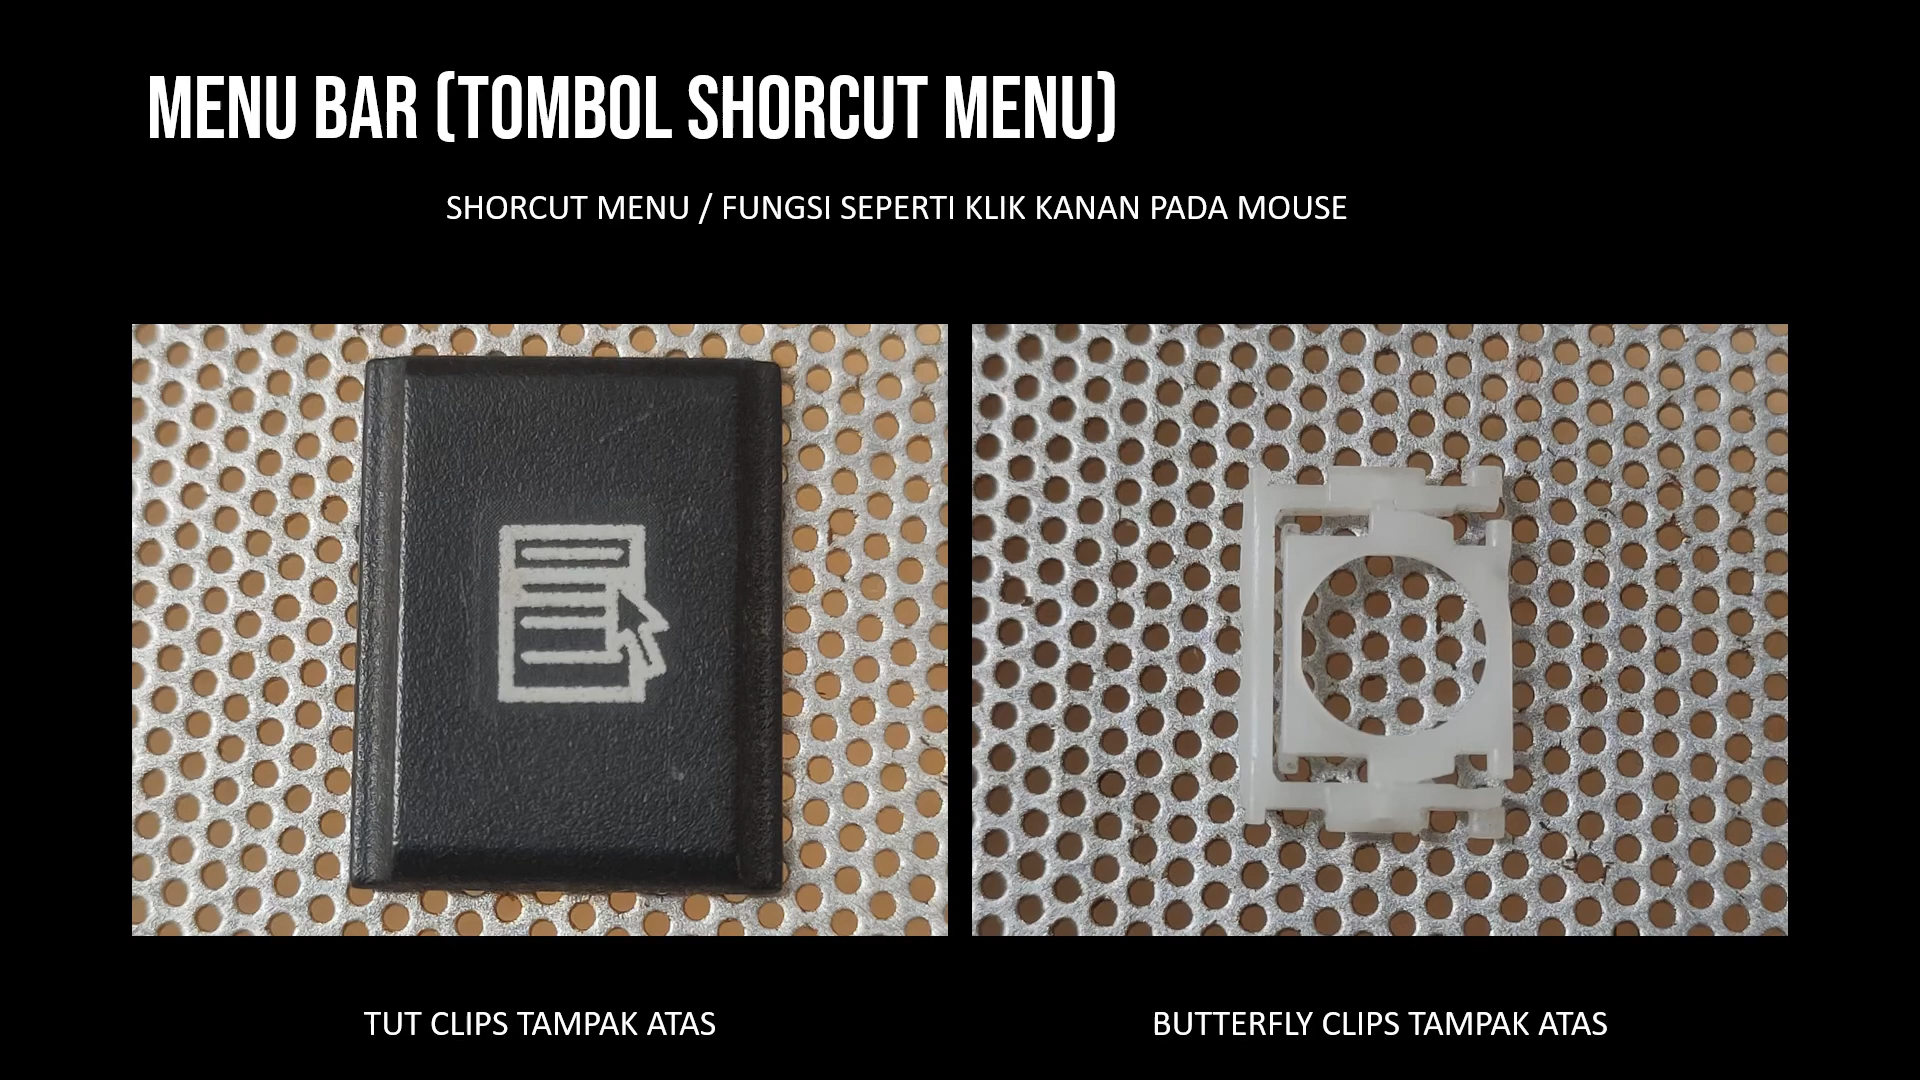 MENU BAR (TOMBOL SHORCUT MENU)
SHORCUT MENU / FUNGSI SEPERTI KLIK KANAN PADA MOUSE
TUT CLIPS TAMPAK ATAS
BUTTERFLY CLIPS TAMPAK ATAS